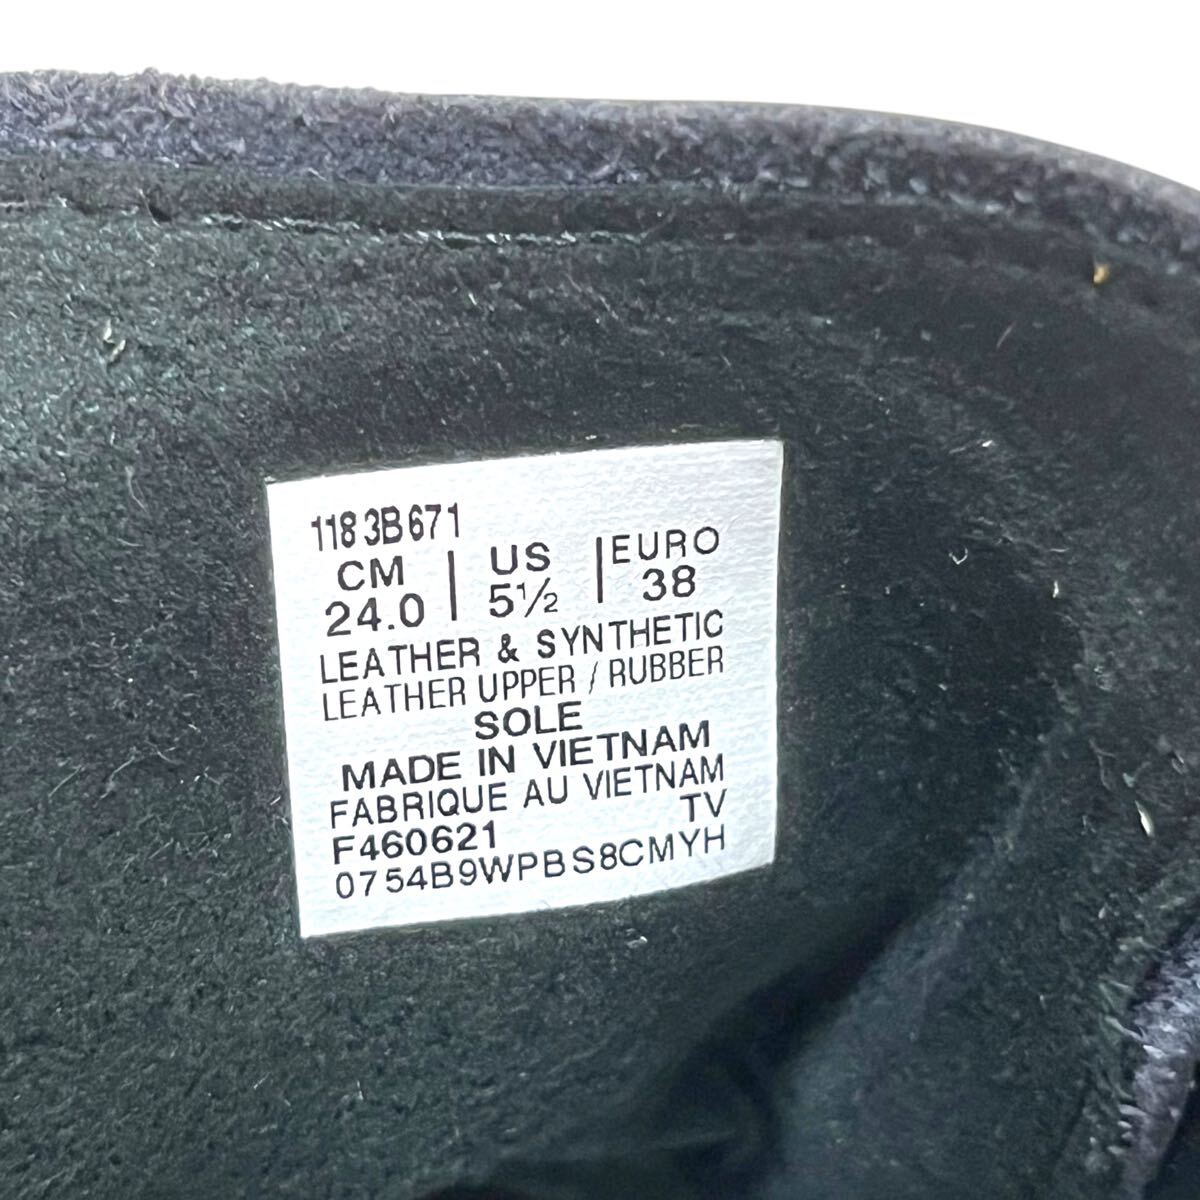 1183B671
CM | US | EURO
24.0 | 5½ | 38
LEATHER & SYNTHETIC
LEATHER UPPER / RUBBER
SOLE
MADE IN VIETNAM
FABRIQUE AU VIETNAM
F460621 TV
0754B9WPBS8CMYH